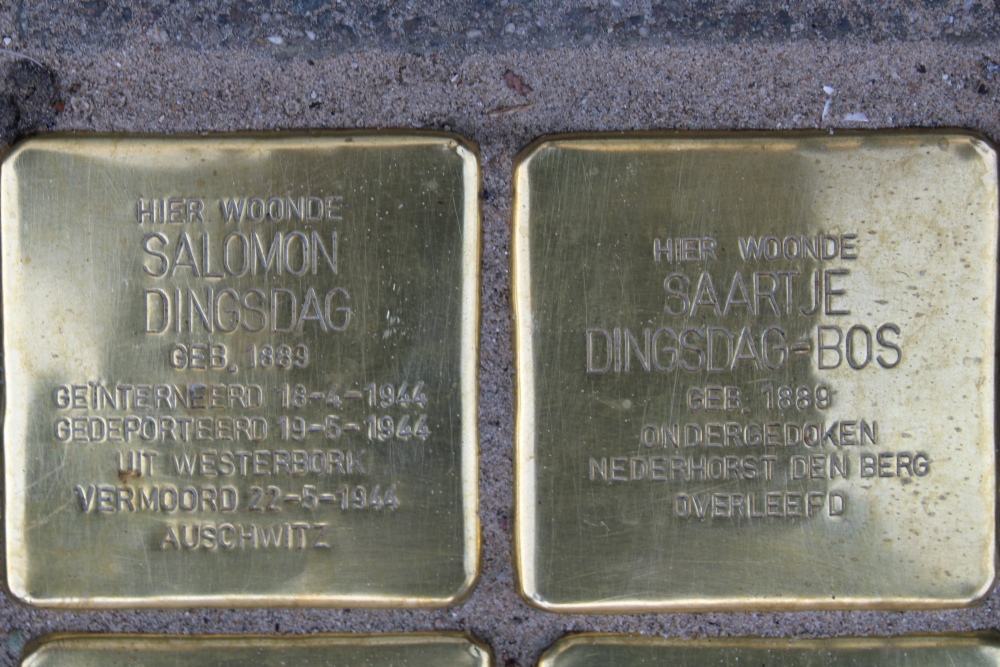 HIER WOONDE
SALOMON
DINGSDAG
GEB. 1889
GEÏNTERNEERD 18-4-1944
GEDEPORTEERD 19-5-1944
UIT WESTERBORK
VERMOORD 22-5-1944
AUSCHWITZ
HIER WOONDE
SAARTJE
DINGSDAG-BOS
GEB. 1889
ONDERGEDOKEN
NEDERHORST DEN BERG
OVERLEEFD